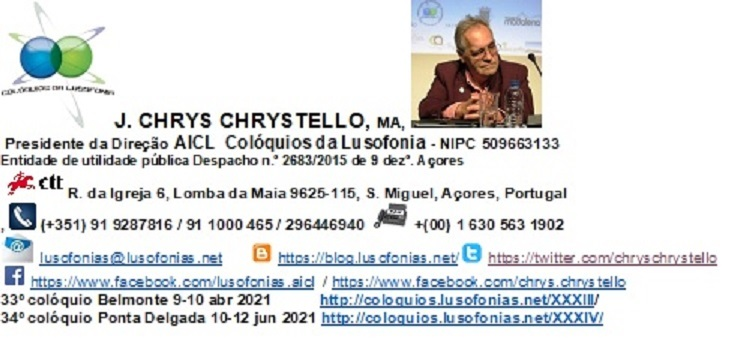 COLÓQUIOS DA LUSOFONIA
J. CHRYS CHRYSTELLO, MA,
Presidente da Direção AICL Colóquios da Lusofonia - NIPC 509663133
Entidade de utilidade pública Despacho n.º 2683/2015 de 9 dezº. Açores
ctt R. da Igreja 6, Lomba da Maia 9625-115, S. Miguel, Açores, Portugal
, (+351) 91 9287816 / 91 1000 465 / 296446940 +(00) 1 630 563 1902
lusofonias@lusofonias.net https://blog.lusofonias.net/ https://twitter.com/chryschrystello
https://www.facebook.com/lusofonias.aicl / https://www.facebook.com/chrys.chrystello
33º colóquio Belmonte 9-10 abr 2021 http://coloquios.lusofonias.net/XXXIII/
34º colóquio Ponta Delgada 10-12 jun 2021 http://coloquios.lusofonias.net/XXXIV/